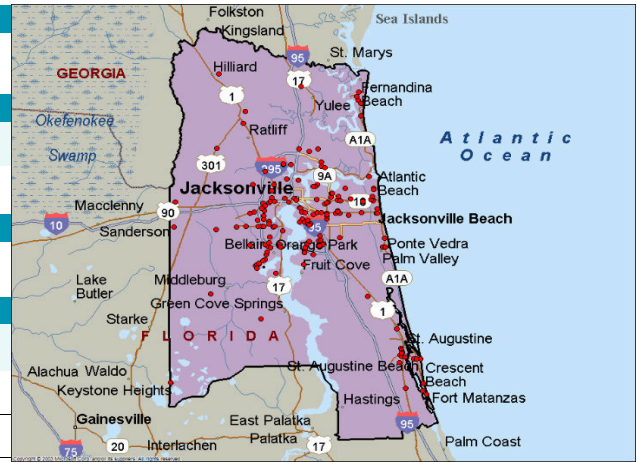 Folkston
Kingsland
Sea Islands
St. Marys
95
Hilliard
17
GEORGIA
Fernandina
Beach
1
Yulee
Okefenokee
Swamp
Ratliff
A1A
Atlantic
Ocean
301
295
9A
Atlantic
Beach
Jacksonville
Macclenny
90
10
Jacksonville Beach
10
Sanderson
95
Bellair
Orange Park
Ponte Vedra
Palm Valley
Fruit Cove
Lake
Butler
Middleburg
17
A1A
Green Cove Springs
1
Starke
FLORIDA
St. Augustine
Alachua
Waldo
St. Augustine Beach
Crescent
Beach
Keystone Heights
Hastings
Fort Matanzas
Gainesville
East Palatka
95
Palatka
75
20
Interlachen
17
Palm Coast